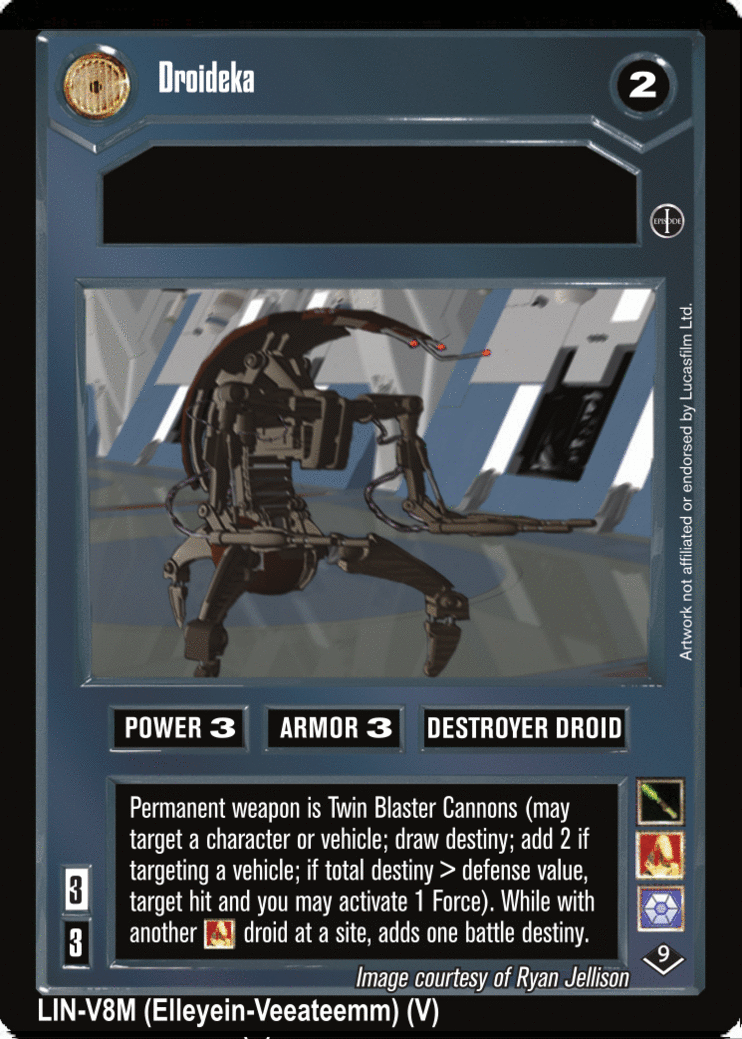 Droideka
2
EPISODE
I
Artwork not affiliated or endorsed by Lucasfilm Ltd.
POWER 3
ARMOR 3
DESTROYER DROID
Permanent weapon is Twin Blaster Cannons (may
target a character or vehicle; draw destiny; add 2 if
targeting a vehicle; if total destiny > defense value,
target hit and you may activate 1 Force). While with
another droid at a site, adds one battle destiny.
3
3
9
Image courtesy of Ryan Jellison
LIN-V8M (Elleyein-Veeateemm) (V)